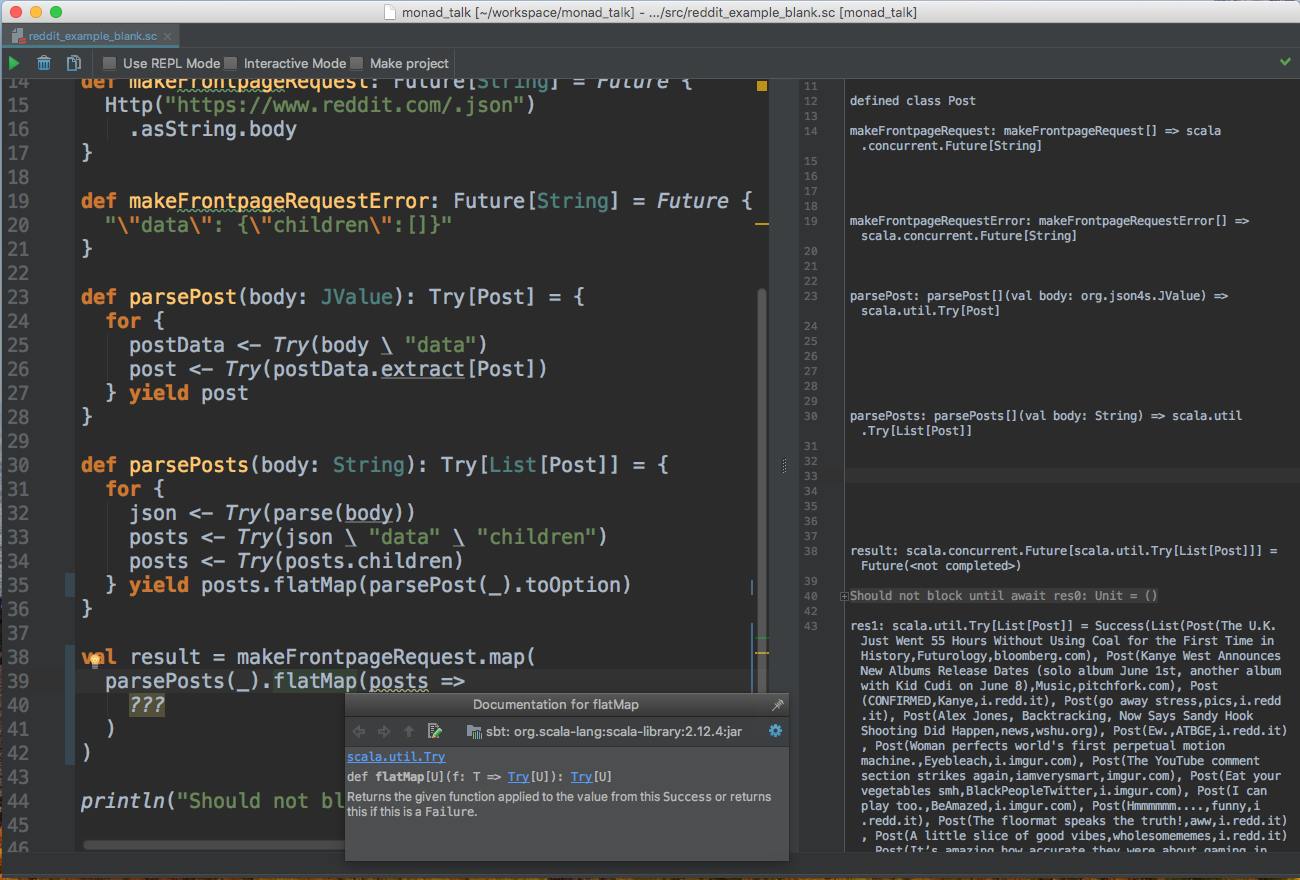 monad_talk [~/workspace/monad_talk] - .../src/reddit_example_blank.sc [monad_talk]
reddit_example_blank.sc ×
Use REPL Mode Interactive Mode Make project
14 def makeFrontpageRequest: Future[String] = Future {
15 Http("https://www.reddit.com/.json")
16 .asString.body
17 }
18
19 def makeFrontpageRequestError: Future[String] = Future {
20 "\"data\": {\"children\":[]}"
21 }
22
23 def parsePost(body: JValue): Try[Post] = {
24 for {
25 postData <- Try(body \ "data")
26 post <- Try(postData.extract[Post])
27 } yield post
28 }
29
30 def parsePosts(body: String): Try[List[Post]] = {
31 for {
32 json <- Try(parse(body))
33 posts <- Try(json \ "data" \ "children")
34 posts <- Try(posts.children)
35 } yield posts.flatMap(parsePost(_).toOption)
36 }
37
38 val result = makeFrontpageRequest.map(
39 parsePosts(_).flatMap(posts =>
40 ???
41 )
42 )
43
44 println("Should not bl
45
46
Documentation for flatMap
sbt: org.scala-lang:scala-library:2.12.4:jar
scala.util.Try
def flatMap[U](f: T => Try[U]): Try[U]
Returns the given function applied to the value from this Success or returns
this if this is a Failure.
11
12 defined class Post
13
14 makeFrontpageRequest: makeFrontpageRequest[] => scala
.concurrent.Future[String]
15
16
17
18
19 makeFrontpageRequestError: makeFrontpageRequestError[] =>
scala.concurrent.Future[String]
20
21
22
23 parsePost: parsePost[](val body: org.json4s.JValue) =>
scala.util.Try[Post]
24
25
26
27
28
29
30 parsePosts: parsePosts[](val body: String) => scala.util
.Try[List[Post]]
31
32
33
34
35
36
37
38 result: scala.concurrent.Future[scala.util.Try[List[Post]]] =
Future(<not completed>)
39
40 Should not block until await res0: Unit = ()
42
43 res1: scala.util.Try[List[Post]] = Success(List(Post(The U.K.
Just Went 55 Hours Without Using Coal for the First Time in
History,Futurology,bloomberg.com), Post(Kanye West Announces
New Albums Release Dates (solo album June 1st, another album
with Kid Cudi on June 8),Music,pitchfork.com), Post
(CONFIRMED,Kanye,i.redd.it), Post(go away stress,pics,i.redd
.it), Post(Alex Jones, Backtracking, Now Says Sandy Hook
Shooting Did Happen,news,wshu.org), Post(Ew.,ATBGE,i.redd.it)
, Post(Woman perfects world's first perpetual motion
machine.,Eyebleach,i.imgur.com), Post(The YouTube comment
section strikes again,iamverysmart,imgur.com), Post(Eat your
vegetables smh,BlackPeopleTwitter,i.imgur.com), Post(I can
play too.,BeAmazed,i.imgur.com), Post(Hmmmmmm....,funny,i
.redd.it), Post(The floormat speaks the truth!,aww,i.redd.it)
, Post(A little slice of good vibes,wholesomememes,i.redd.it)
, Post(It's amazing how accurate they were about gaming in